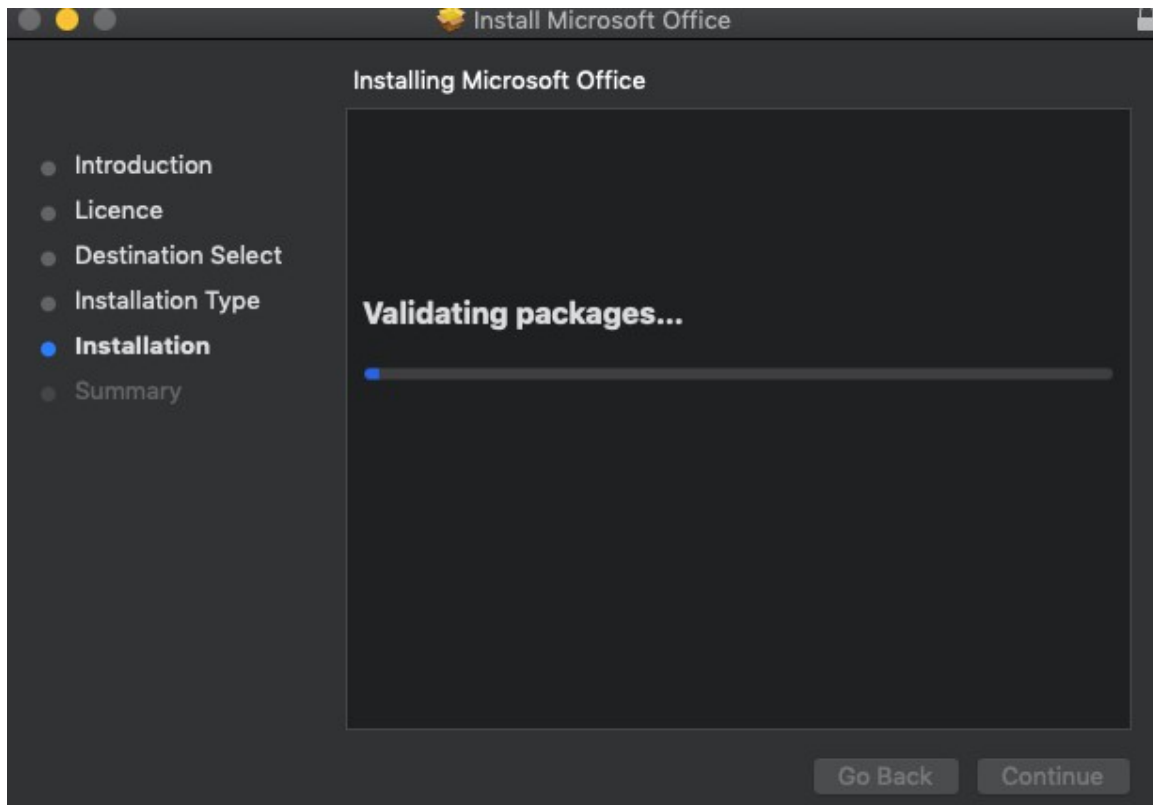 Install Microsoft Office
Installing Microsoft Office
Introduction
Licence
Destination Select
Installation Type
Installation
Summary
Validating packages...
Go Back
Continue